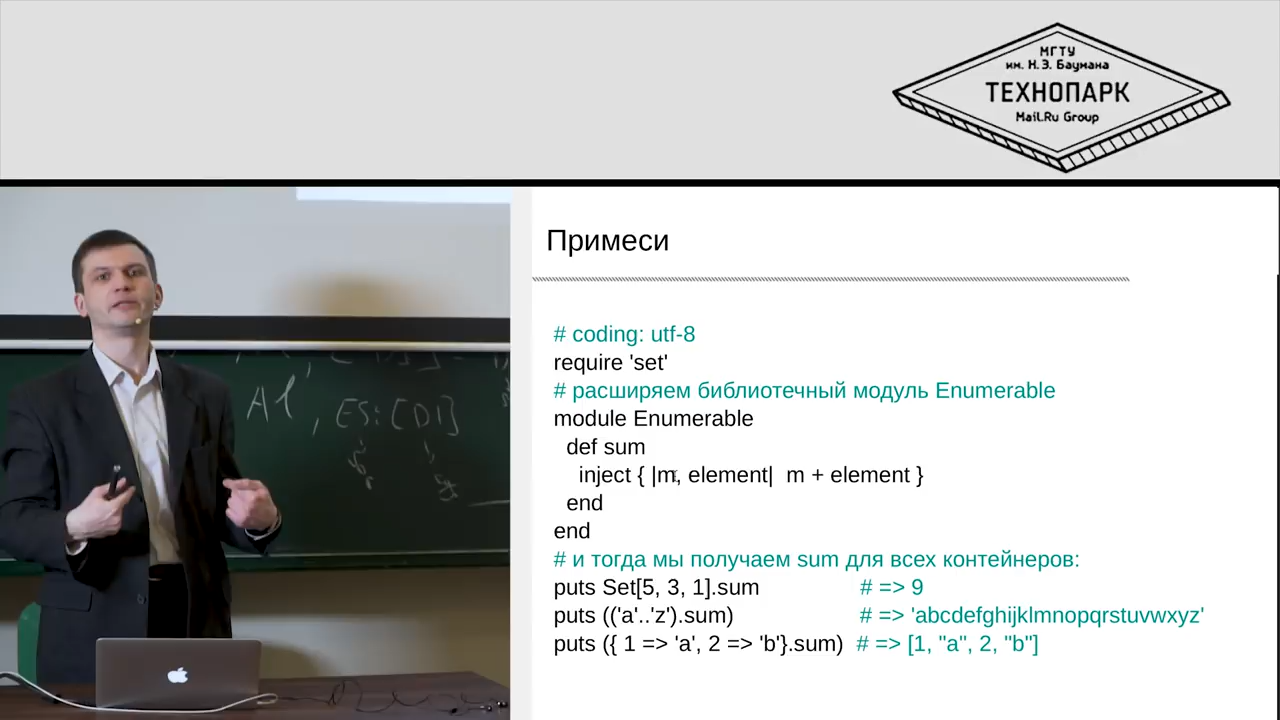 МГТУ
им. Н.Э. Баумана
ТЕХНОПАРК
Mail.Ru Group
Примеси
# coding: utf-8
require 'set'
# расширяем библиотечный модуль Enumerable
module Enumerable
def sum
inject { |m, element| m + element }
end
end
# и тогда мы получаем sum для всех контейнеров:
puts Set[5, 3, 1].sum # => 9
puts (('a'..'z').sum) # => 'abcdefghijklmnopqrstuvwxyz'
puts ({ 1 => 'a', 2 => 'b'}.sum) # => [1, "a", 2, "b"]